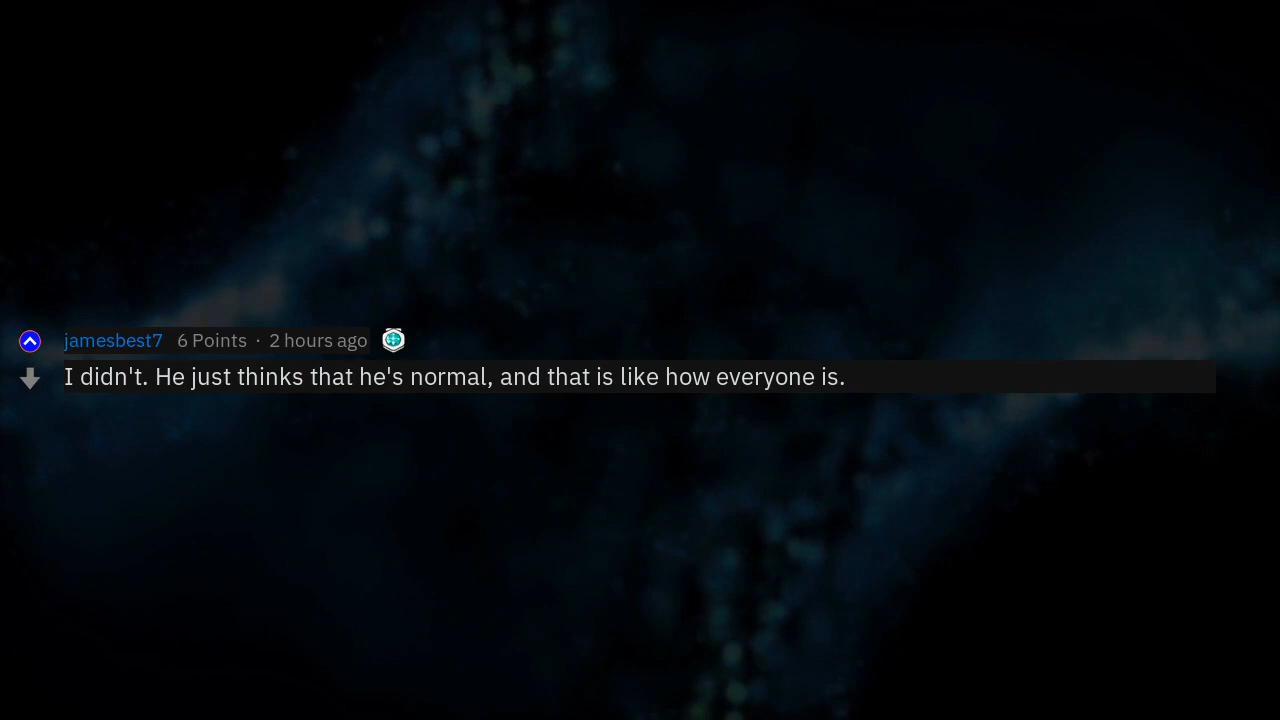 jamesbest7 6 Points · 2 hours ago
I didn't. He just thinks that he's normal, and that is like how everyone is.